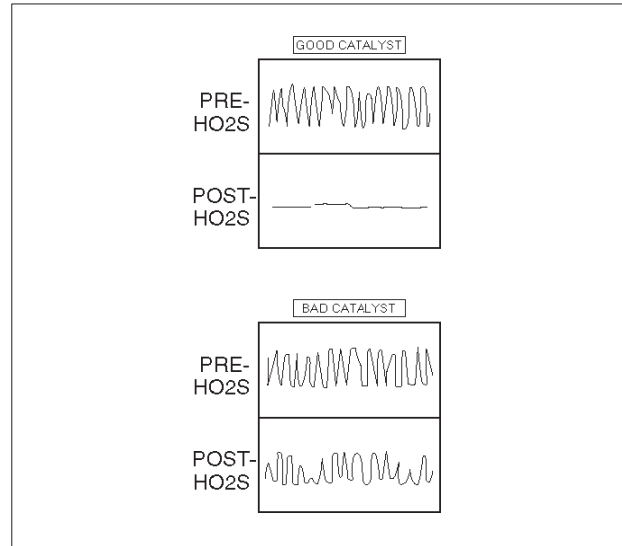 GOOD CATALYST
PRE-
HO2S
POST-
HO2S
BAD CATALYST
PRE-
HO2S
POST-
HO2S